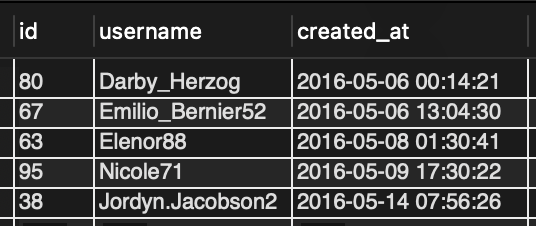 id username created_at
80 Darby_Herzog 2016-05-06 00:14:21
67 Emilio_Bernier52 2016-05-06 13:04:30
63 Elenor88 2016-05-08 01:30:41
95 Nicole71 2016-05-09 17:30:22
38 Jordyn.Jacobson2 2016-05-14 07:56:26